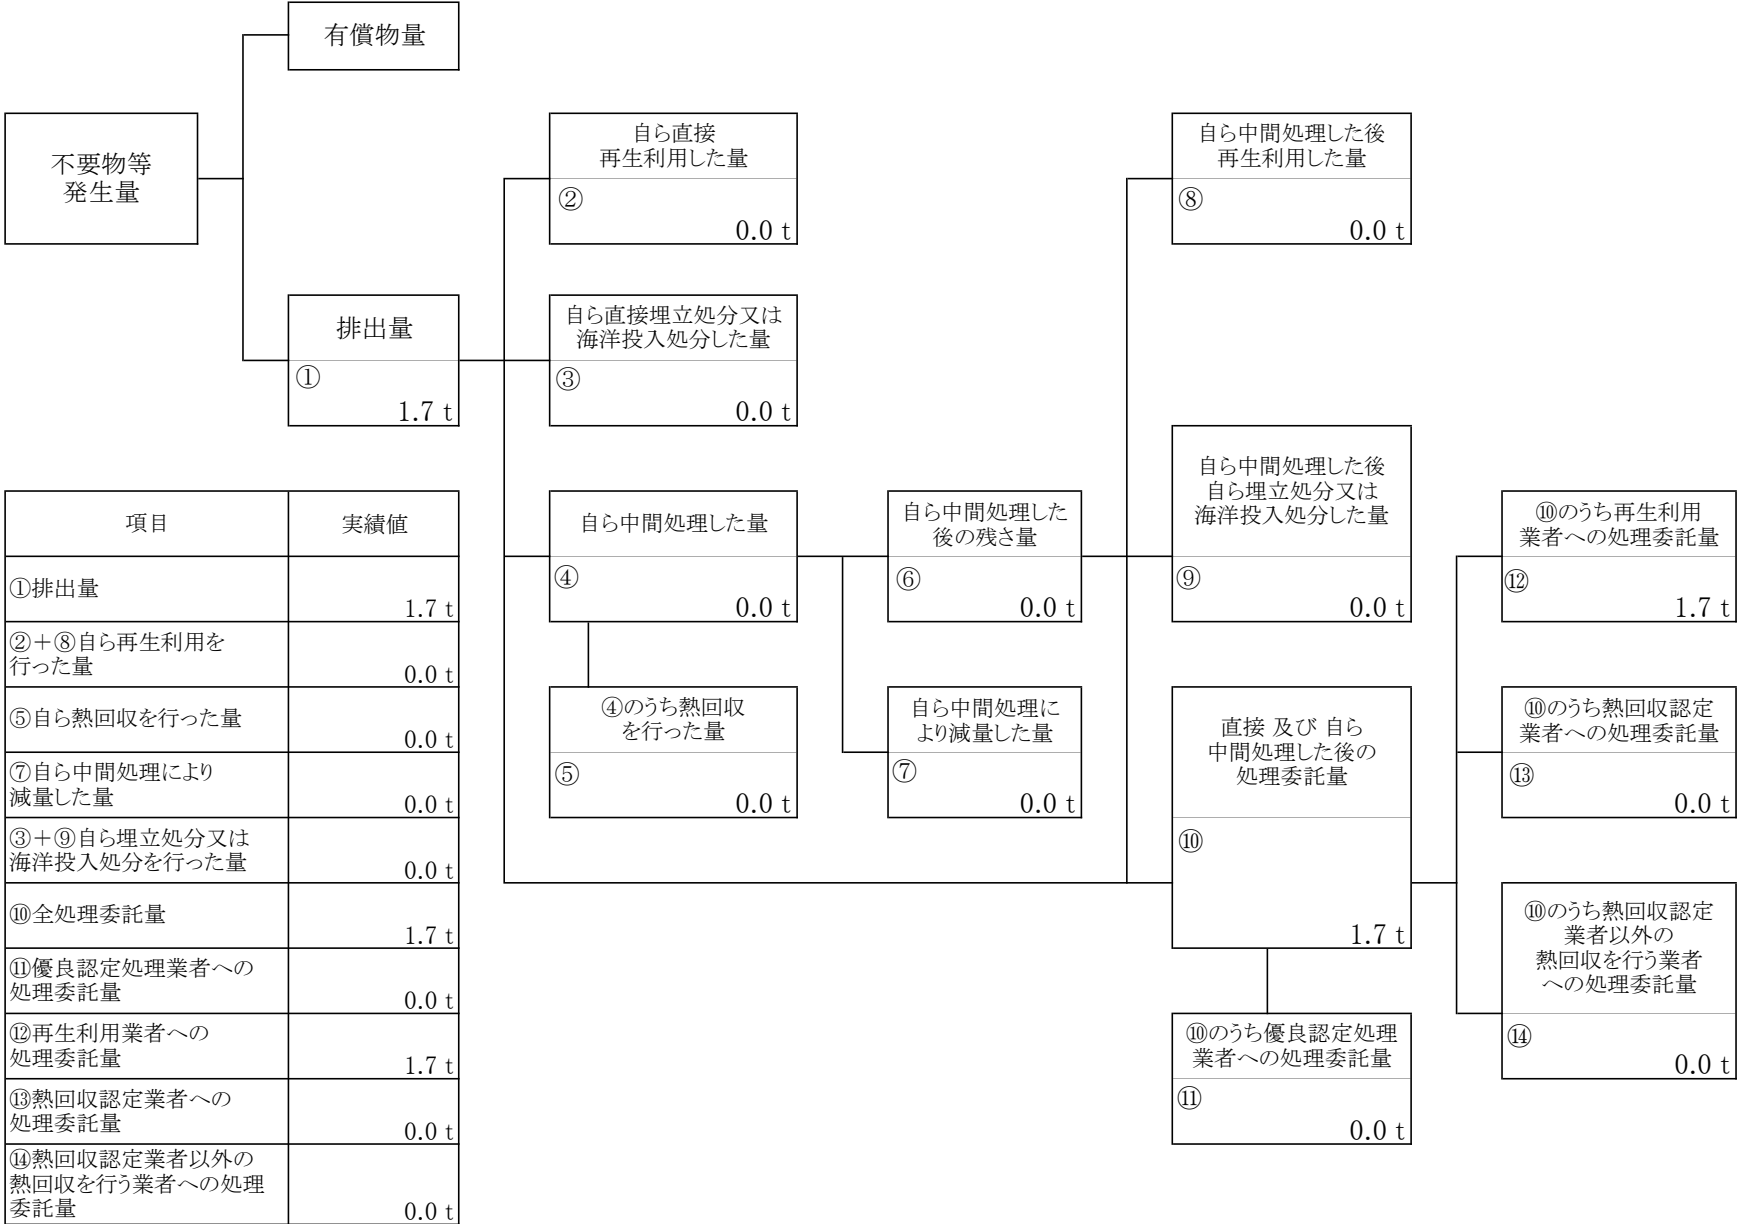 有償物量
不要物等
発生量
自ら直接
再生利用した量
②
0.0 t
自ら中間処理した後
再生利用した量
⑧
0.0 t
排出量
①
1.7 t
自ら直接埋立処分又は
海洋投入処分した量
③
0.0 t
自ら中間処理した量
④
0.0 t
自ら中間処理した
後の残さ量
⑥
0.0 t
自ら中間処理した後
自ら埋立処分又は
海洋投入処分した量
⑨
0.0 t
⑩のうち再生利用
業者への処理委託量
⑫
1.7 t
④のうち熱回収
を行った量
⑤
0.0 t
自ら中間処理に
より減量した量
⑦
0.0 t
直接 及び 自ら
中間処理した後の
処理委託量
⑩
1.7 t
⑩のうち熱回収認定
業者への処理委託量
⑬
0.0 t
⑩のうち熱回収認定
業者以外の
熱回収を行う業者
への処理委託量
⑭
0.0 t
⑩のうち優良認定処理
業者への処理委託量
⑪
0.0 t
項目 実績値
①排出量
1.7 t
②＋⑧自ら再生利用を
行った量
0.0 t
⑤自ら熱回収を行った量
0.0 t
⑦自ら中間処理により
減量した量
0.0 t
③＋⑨自ら埋立処分又は
海洋投入処分を行った量
0.0 t
⑩全処理委託量
1.7 t
⑪優良認定処理業者への
処理委託量
0.0 t
⑫再生利用業者への
処理委託量
1.7 t
⑬熱回収認定業者への
処理委託量
0.0 t
⑭熱回収認定業者以外の
熱回収を行う業者への処理
委託量
0.0 t